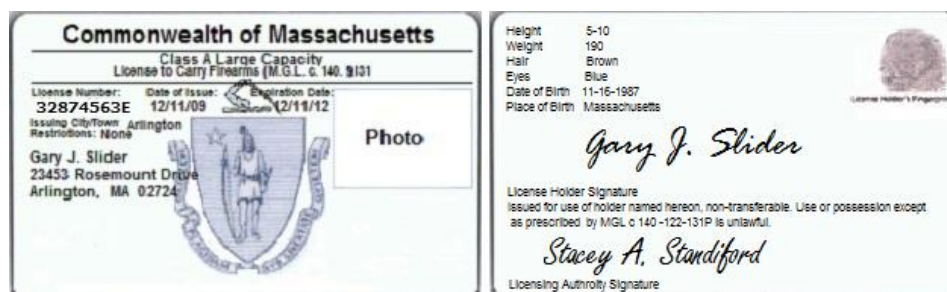 Commonwealth of Massachusetts
Class A Large Capacity
License to Carry Firearms (M.G.L. c. 140. § 131
License Number: Date of Issue: Expiration Date:
32874563E 12/11/09 12/11/12
Issuing City/Town Arlington
Restrictions: None
Gary J. Slider
23453 Rosemount Drive
Arlington, MA 02724
Photo
Height 5-10
Weight 190
Hair Brown
Eyes Blue
Date of Birth 11-16-1987
Place of Birth Massachusetts
License Holder's Fingerprint
Gary J. Slider
License Holder Signature
Issued for use of holder named hereon, non-transferable. Use or possession except
as prescribed by MGL c 140 -122-131P is unlawful.
Stacey A. Standiford
Licensing Authroity Signature